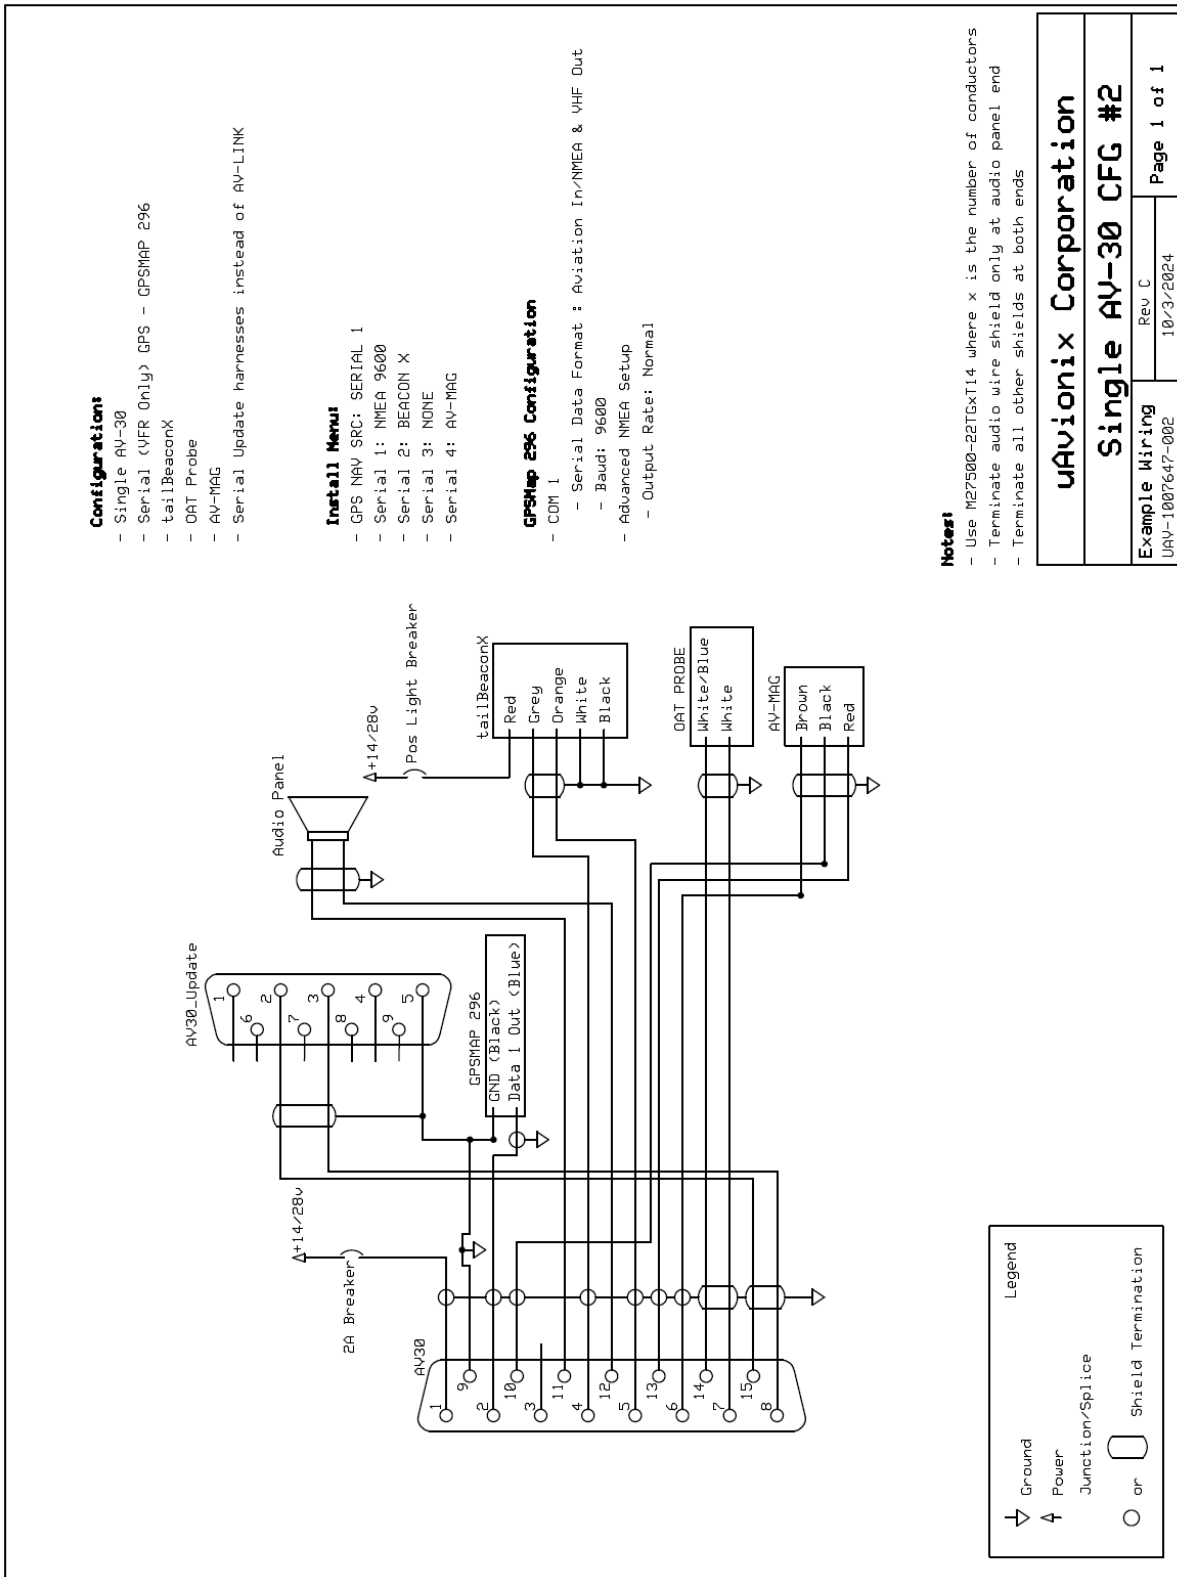 Configuration:
- Single AV-30
- Serial (VFR Only) GPS - GPSMAP 296
- tailBeaconX
- OAT Probe
- AV-MAG
- Serial Update harnesses instead of AV-LINK
Install Menu:
- GPS NAV SRC: SERIAL 1
- Serial 1: NMEA 9600
- Serial 2: BEACON X
- Serial 3: NONE
- Serial 4: AV-MAG
GPSMap 296 Configuration
- COM 1
- Serial Data Format : Aviation In/NMEA & VHF Out
- Baud: 9600
- Advanced NMEA Setup
- Output Rate: Normal
Notes:
- Use M27500-22TGxT14 where x is the number of conductors
- Terminate audio wire shield only at audio panel end
- Terminate all other shields at both ends
uAvionix Corporation
Single AV-30 CFG #2
Example Wiring
UAV-1007647-002
Rev C
10/3/2024
Page 1 of 1
AV30_Update
1
6
2
7
3
8
4
9
5
Audio Panel
+14/28v
Pos Light Breaker
tailBeaconX
Red
Grey
Orange
White
Black
OAT PROBE
White/Blue
White
AV-MAG
Brown
Black
Red
GPSMAP 296
GND (Black)
Data 1 Out (Blue)
+14/28v
2A Breaker
AV30
1
9
2
10
3
11
4
12
5
13
6
14
7
15
8
Legend
Ground
Power
Junction/Splice
or
Shield Termination